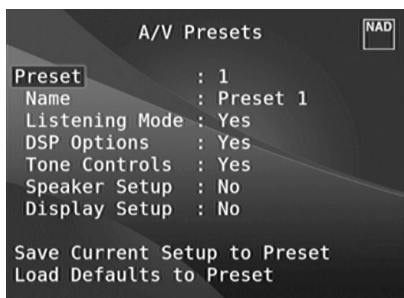 A/V Presets
NAD
Preset : 1
Name : Preset 1
Listening Mode : Yes
DSP Options : Yes
Tone Controls : Yes
Speaker Setup : No
Display Setup : No
Save Current Setup to Preset
Load Defaults to Preset